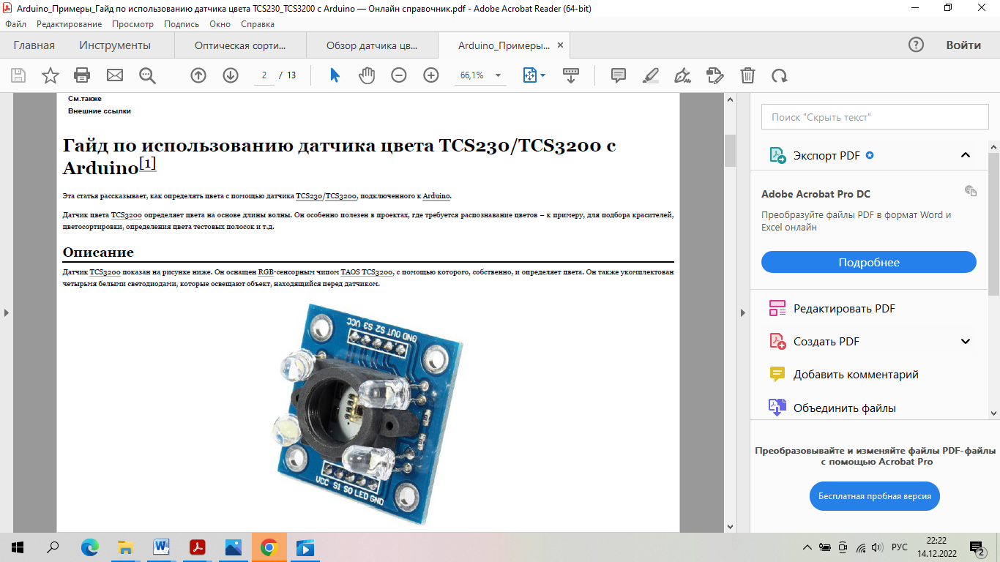 Arduino_Примеры_Гайд по использованию датчика цвета TCS230_TCS3200 с Arduino — Онлайн справочник.pdf - Adobe Acrobat Reader (64-bit)
Файл Редактирование Просмотр Подпись Окно Справка
Главная Инструменты Оптическая сорти... Обзор датчика цв... Arduino_Примеры... Войти
2 / 13 66,1%
См.также
Внешние ссылки
Гайд по использованию датчика цвета TCS230/TCS3200 с
Arduino[1]
Эта статья рассказывает, как определять цвета с помощью датчика TCS230/TCS3200, подключенного к Arduino.
Датчик цвета TCS3200 определяет цвета на основе длины волны. Он особенно полезен в проектах, где требуется распознавание цветов – к примеру, для подбора красителей,
цветосортировки, определения цвета тестовых полосок и т.д.
Описание
Датчик TCS3200 показан на рисунке ниже. Он оснащен RGB-сенсорным чипом TAOS TCS3200, с помощью которого, собственно, и определяет цвета. Он также укомплектован
четырьмя белыми светодиодами, которые освещают объект, находящийся перед датчиком.
GND OUT S2 S3 VCC
VCC S1 S0 LED GND
Поиск "Скрыть текст"
Экспорт PDF
Adobe Acrobat Pro DC
Преобразуйте файлы PDF в формат Word и
Excel онлайн
Подробнее
Редактировать PDF
Создать PDF
Добавить комментарий
Объединить файлы
Преобразовывайте и изменяйте файлы PDF-файлы
с помощью Acrobat Pro
Бесплатная пробная версия
РУС
22:22
14.12.2022
2